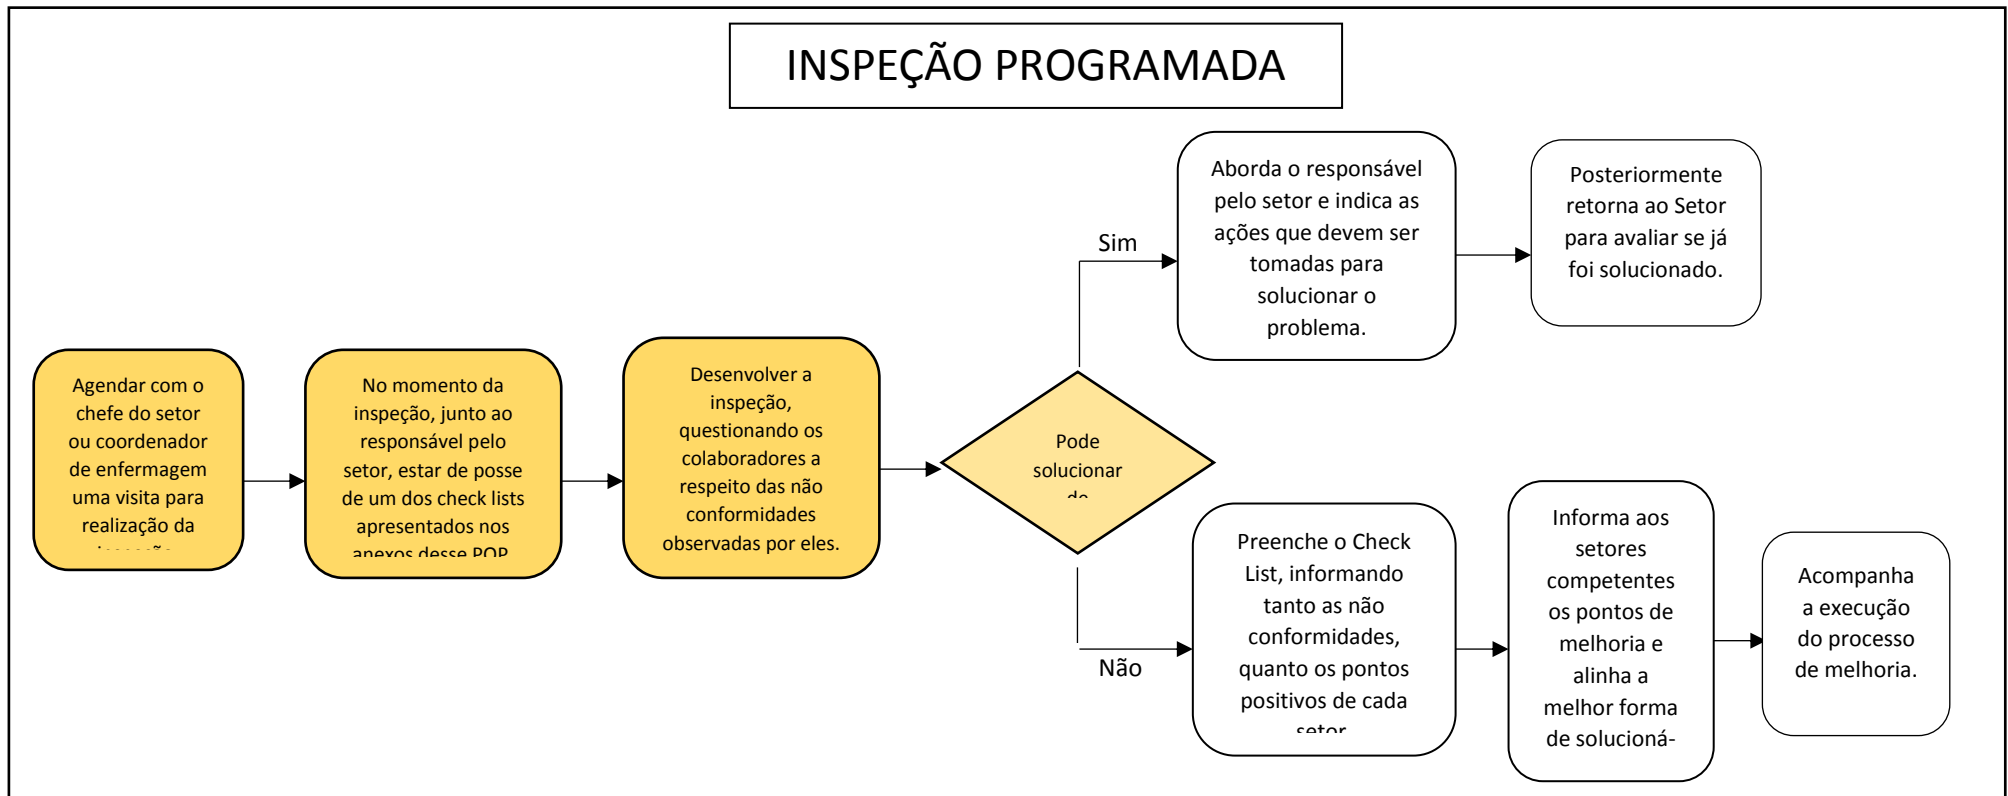 INSPEÇÃO PROGRAMADA
Agendar com o
chefe do setor
ou coordenador
de enfermagem
uma visita para
realização da
No momento da
inspeção, junto ao
responsável pelo
setor, estar de posse
de um dos check lists
apresentados nos
anexos desse POP
Desenvolver a
inspeção,
questionando os
colaboradores a
respeito das não
conformidades
observadas por eles.
Pode
solucionar
de
Sim
Aborda o responsável
pelo setor e indica as
ações que devem ser
tomadas para
solucionar o
problema.
Posteriormente
retorna ao Setor
para avaliar se já
foi solucionado.
Não
Preenche o Check
List, informando
tanto as não
conformidades,
quanto os pontos
positivos de cada
setor
Informa aos
setores
competentes
os pontos de
melhoria e
alinha a
melhor forma
de solucioná-
Acompanha
a execução
do processo
de melhoria.